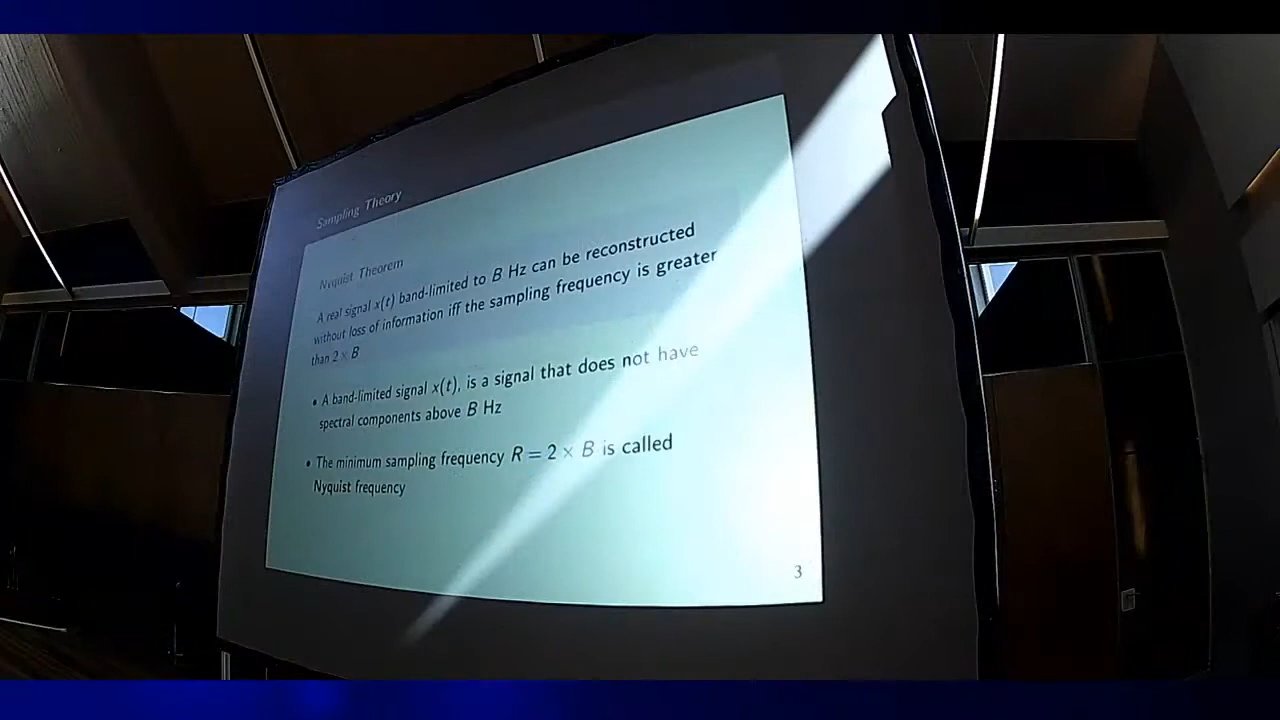 Sampling Theory
Nyquist Theorem
A real signal x(t) band-limited to B Hz can be reconstructed
without loss of information iff the sampling frequency is greater
than 2 × B
• A band-limited signal x(t), is a signal that does not have
spectral components above B Hz
• The minimum sampling frequency R = 2 × B is called
Nyquist frequency
3